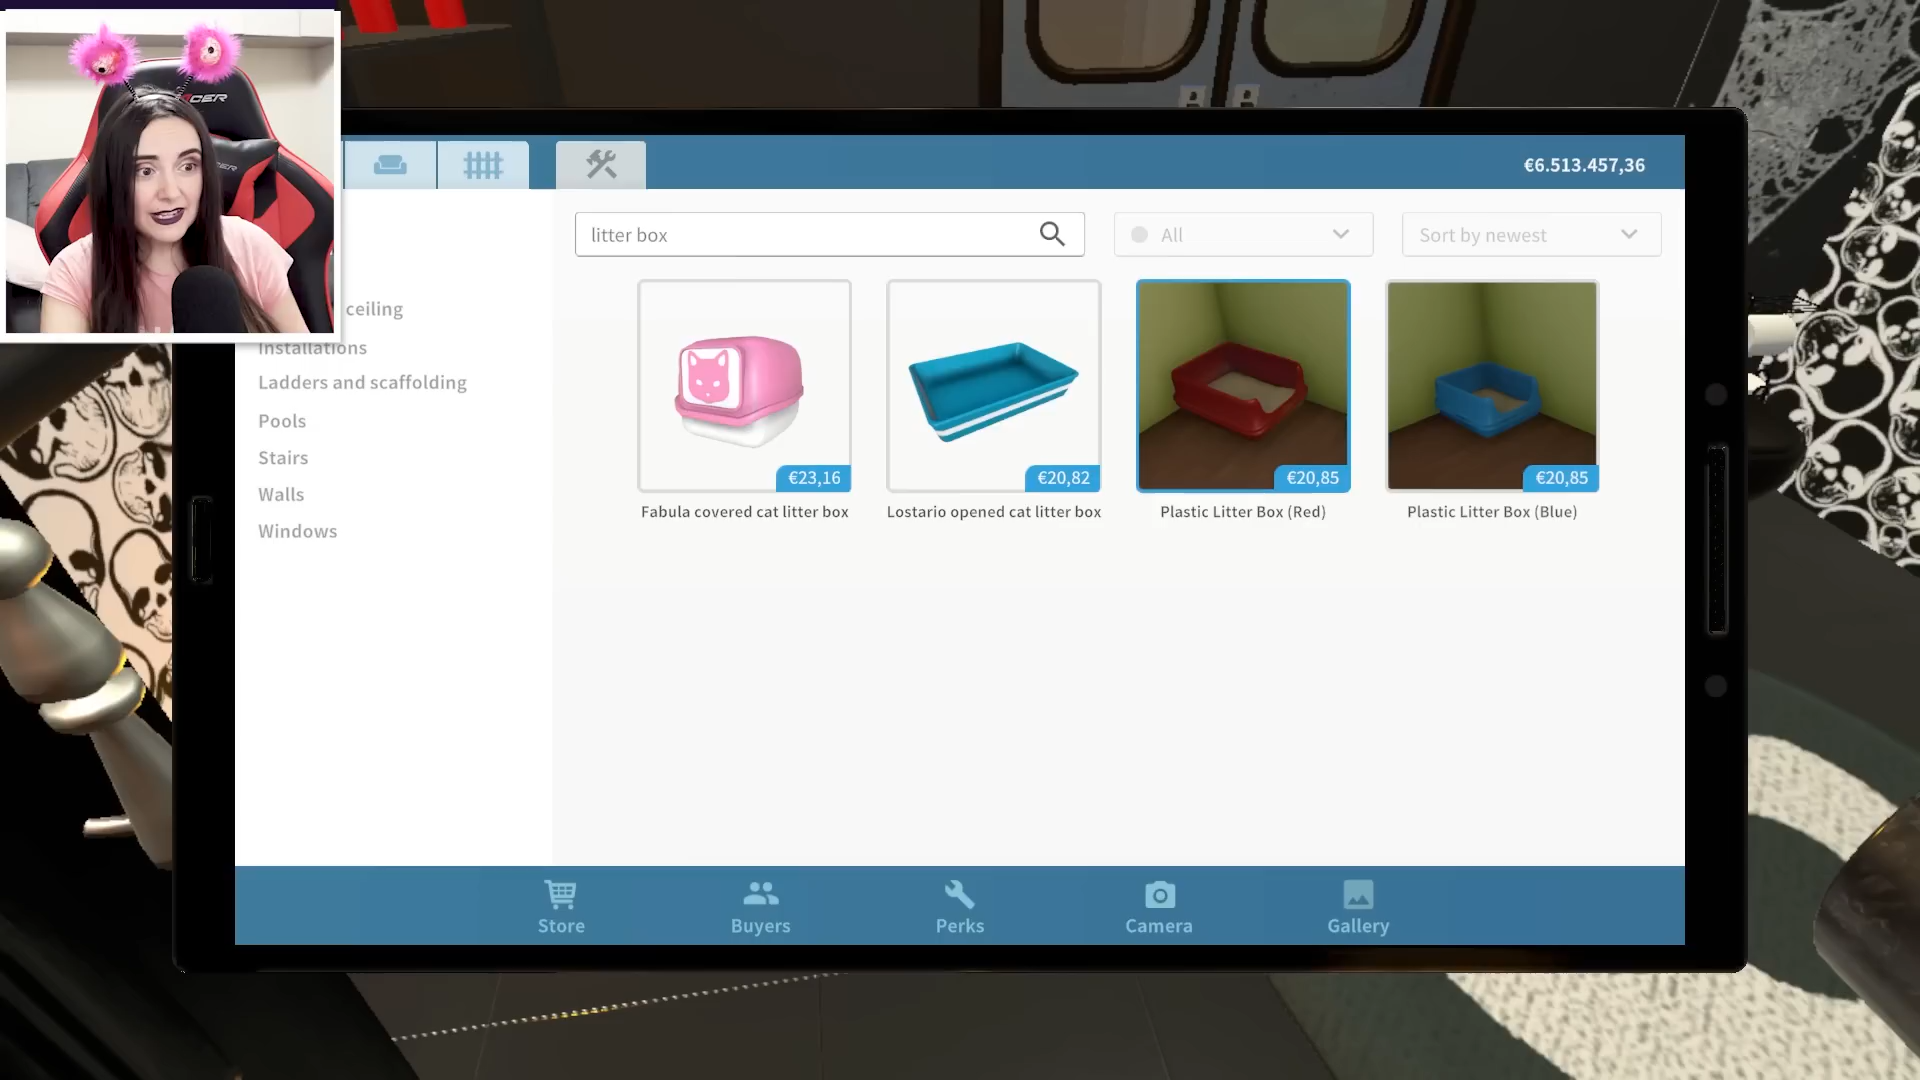 €6.513.457,36
litter box
All
Sort by newest
ceiling
Installations
Ladders and scaffolding
Pools
Stairs
Walls
Windows
€23,16
€20,82
€20,85
€20,85
Fabula covered cat litter box
Lostario opened cat litter box
Plastic Litter Box (Red)
Plastic Litter Box (Blue)
Store
Buyers
Perks
Camera
Gallery